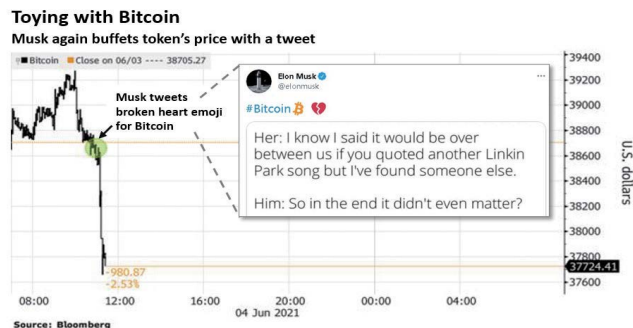 Toying with Bitcoin
Musk again buffets token's price with a tweet
Bitcoin Close on 06/03 ---- 38705.27
Musk tweets
broken heart emoji
for Bitcoin
Elon Musk
@elonmusk
...
#Bitcoin 💔
Her: I know I said it would be over
between us if you quoted another Linkin
Park song but I've found someone else.
Him: So in the end it didn't even matter?
39400
39200
39000
38800
38600
38400
38200
38000
37800
37724.41
37600
U.S. dollars
-980.87
-2.53%
08:00 12:00 16:00 20:00 00:00 04:00
04 Jun 2021
Source: Bloomberg